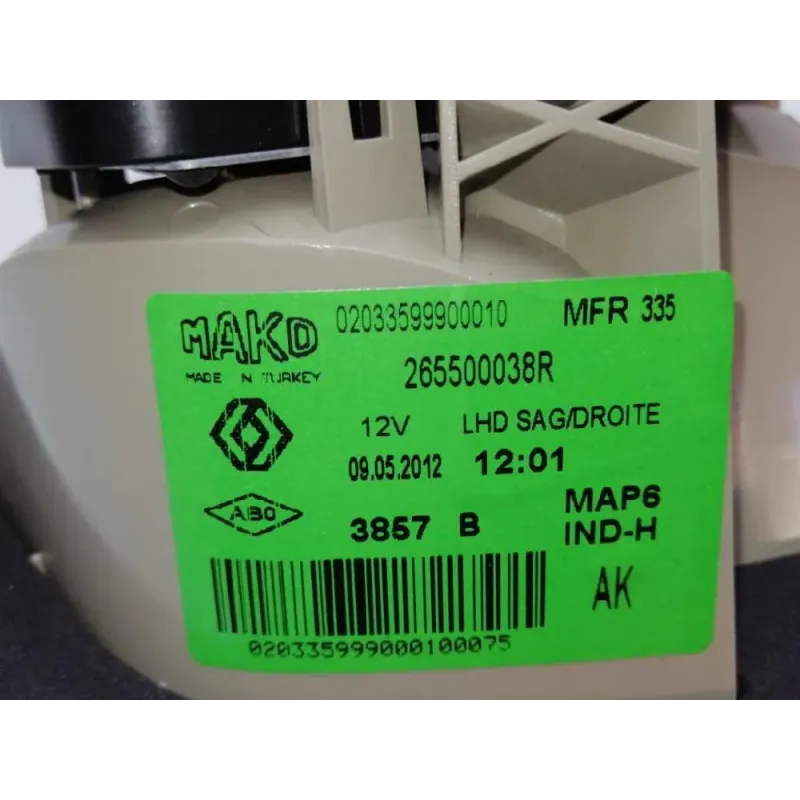 MAKO 02033599900010 MFR 335
MADE IN TURKEY 265500038R
12V LHD SAG/DROITE
09.05.2012 12:01
ABO 3857 B MAP6
IND-H
AK
020335999000100075